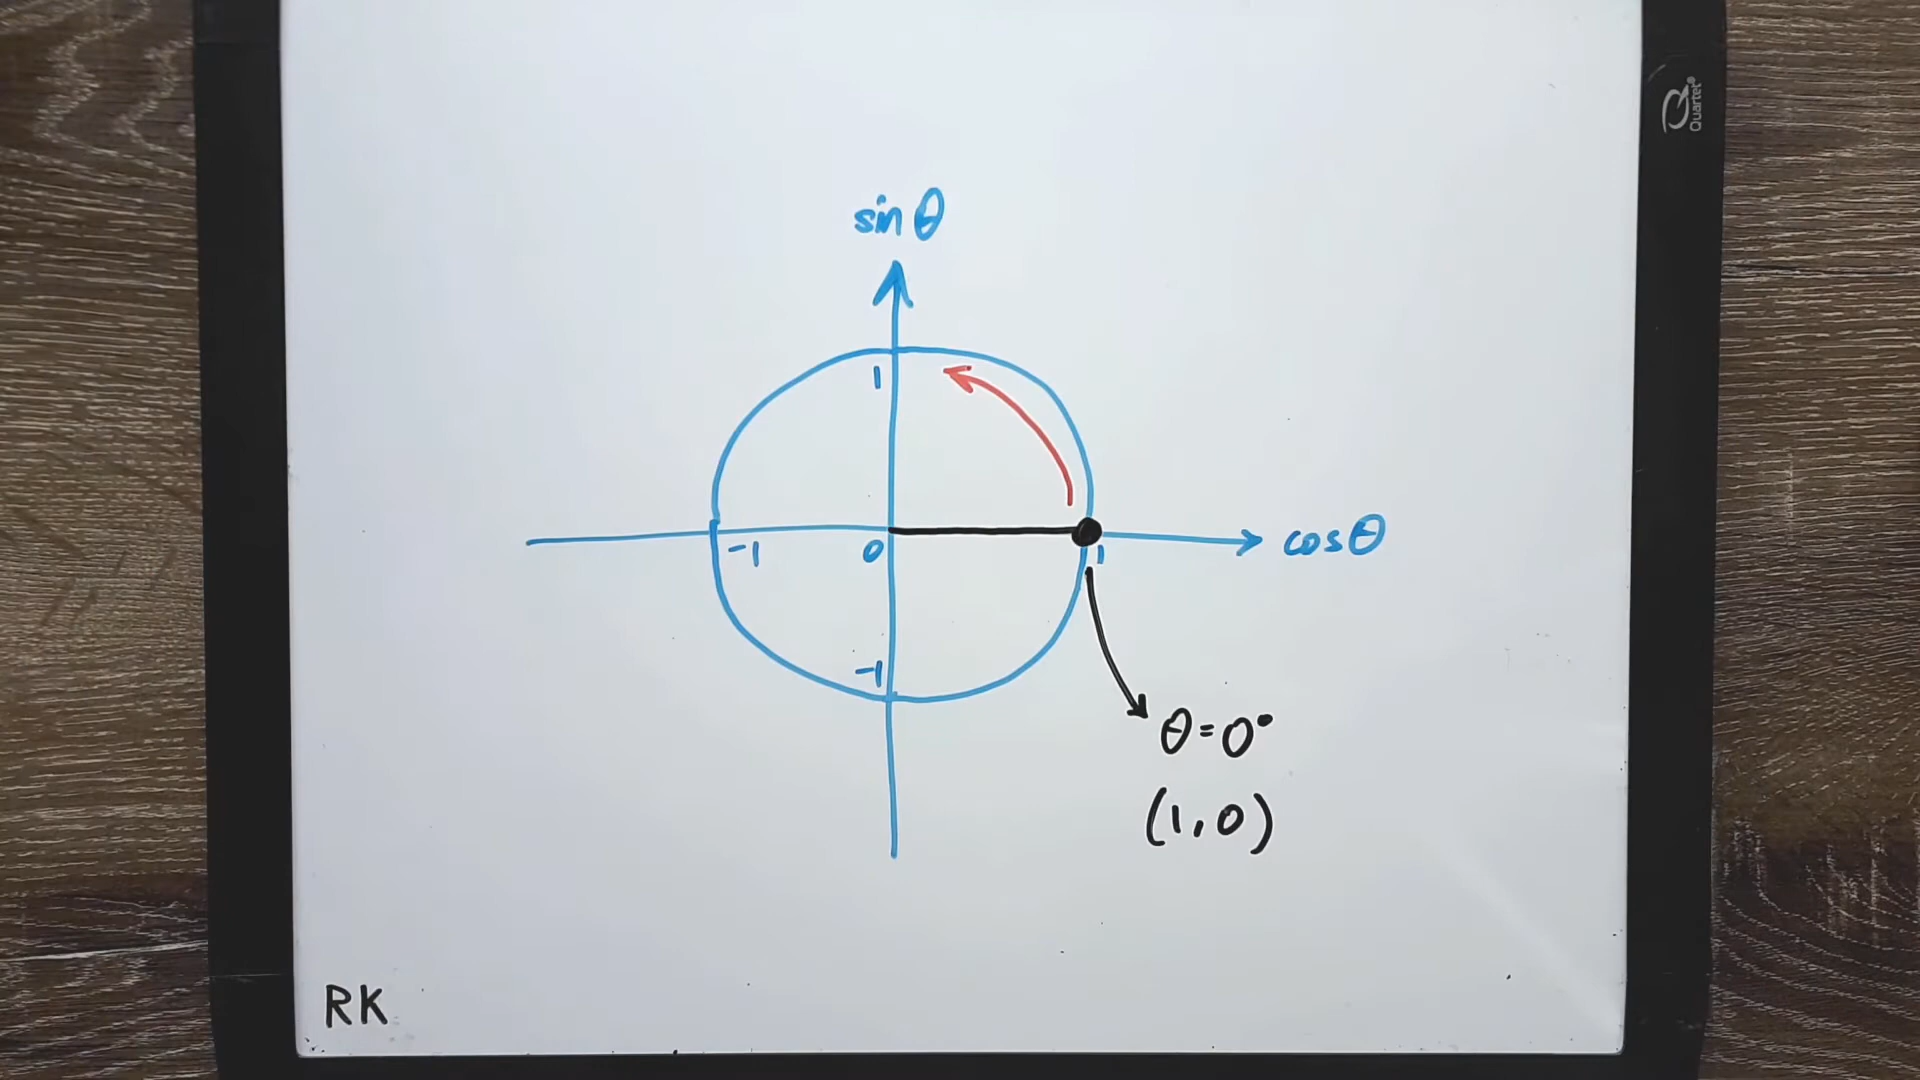 Quartet
sin θ
1
-1
0
1
cos θ
-1
θ=0°
(1,0)
RK